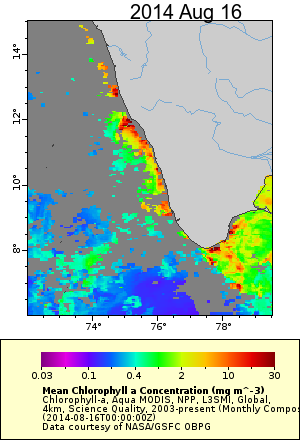 2014 Aug 16
14°
12°
10°
8°
74° 76° 78°
0.03 0.1 0.4 1 4 10 30
Mean Chlorophyll a Concentration (mg m^-3)
Chlorophyll-a, Aqua MODIS, NPP, L3SMI, Global,
4km, Science Quality, 2003-present (Monthly Compos
(2014-08-16T00:00:00Z)
Data courtesy of NASA/GSFC OBPG